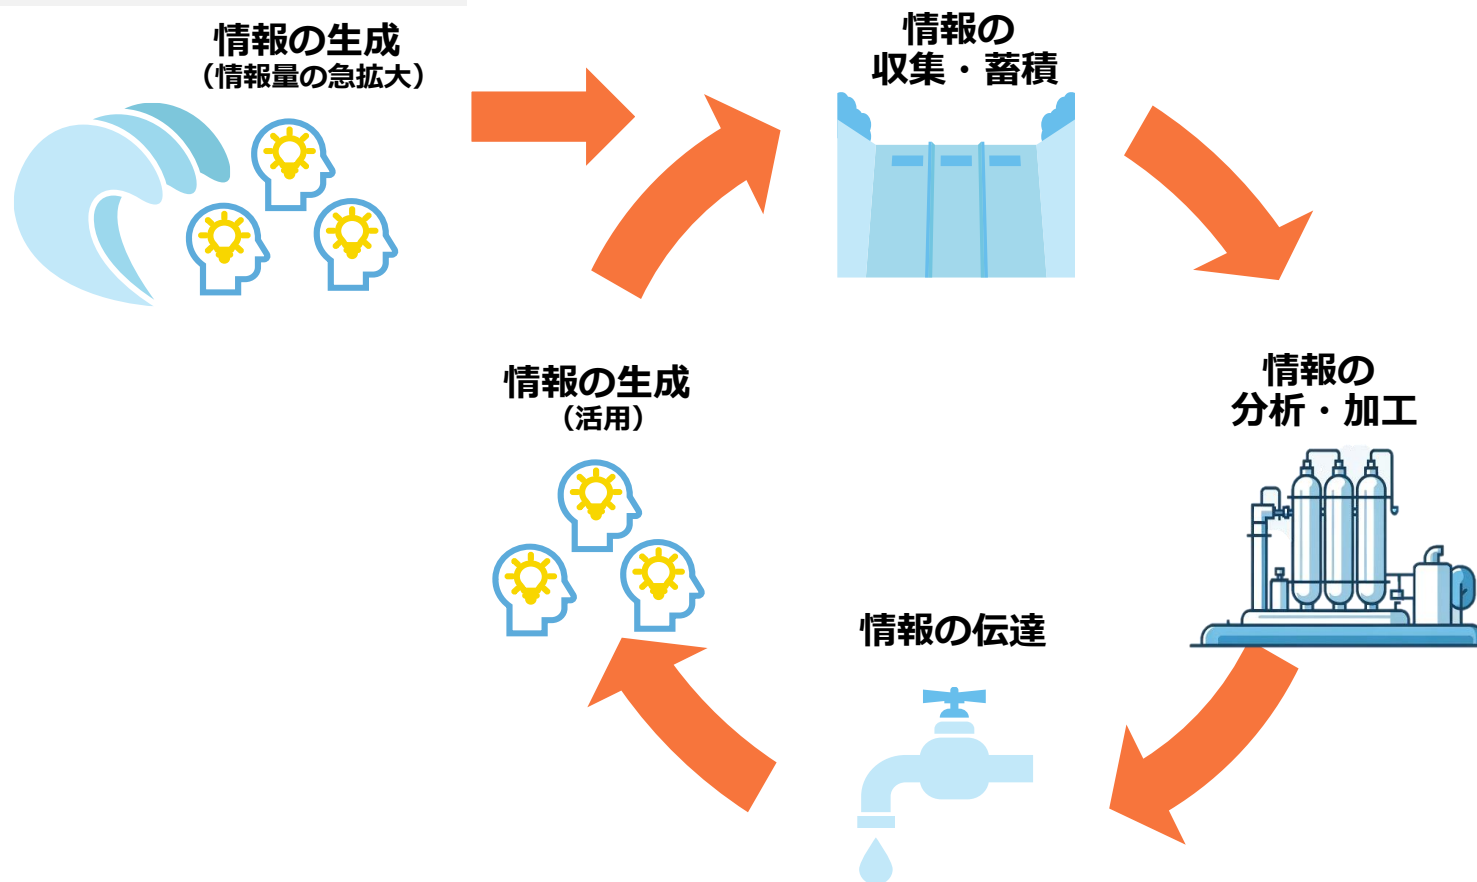 情報の生成
（情報量の急拡大）
情報の
収集・蓄積
情報の
分析・加工
情報の伝達
情報の生成
（活用）